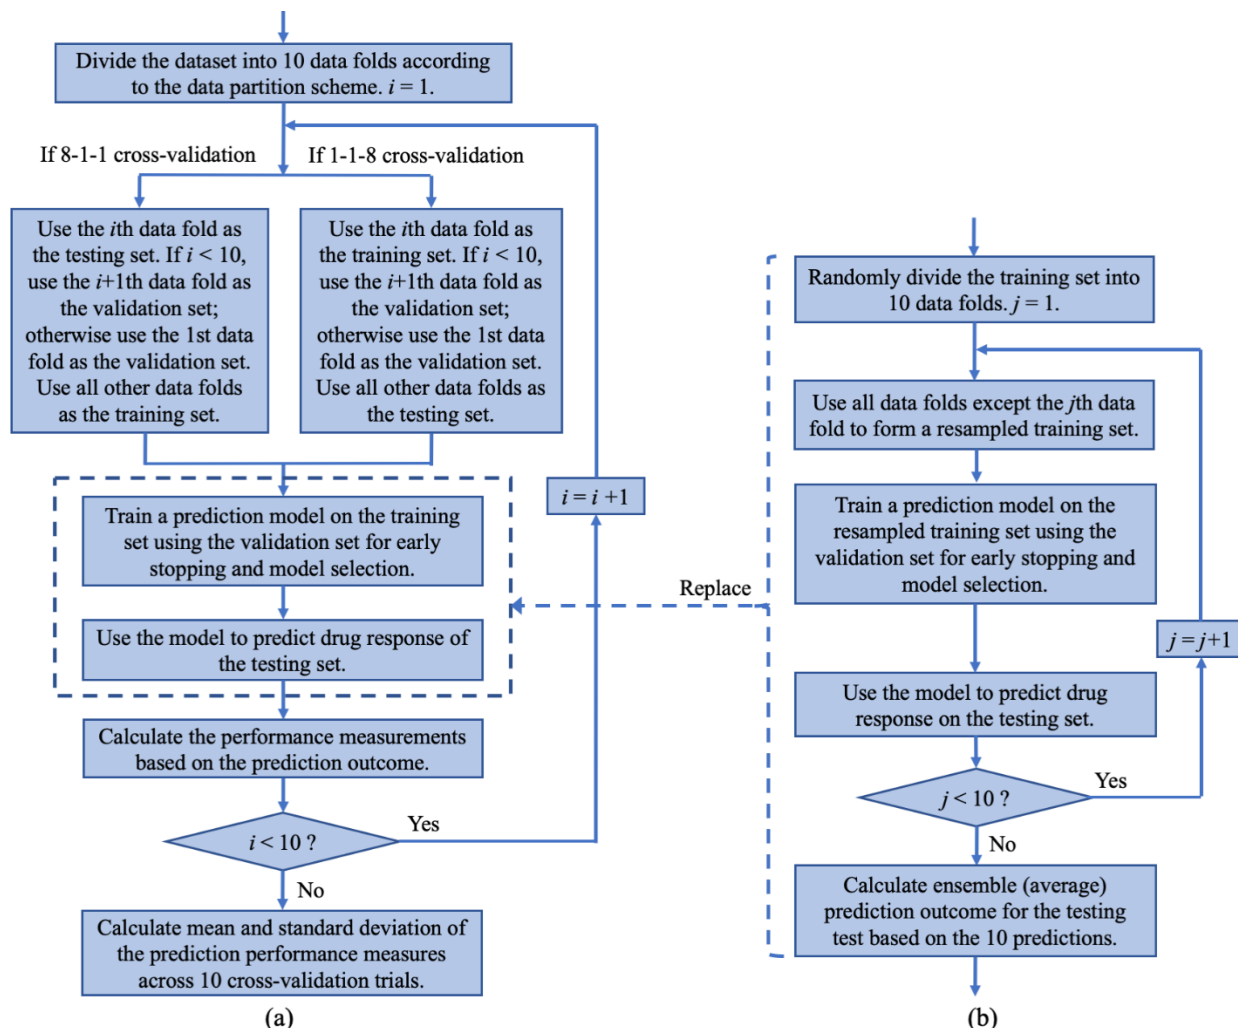 Divide the dataset into 10 data folds according
to the data partition scheme. i = 1.
If 8-1-1 cross-validation
If 1-1-8 cross-validation
Use the ith data fold as
the testing set. If i < 10,
use the i+1th data fold as
the validation set;
otherwise use the 1st data
fold as the validation set.
Use all other data folds
as the training set.
Use the ith data fold as
the training set. If i < 10,
use the i+1th data fold as
the validation set;
otherwise use the 1st data
fold as the validation set.
Use all other data folds as
the testing set.
Train a prediction model on the training
set using the validation set for early
stopping and model selection.
i = i +1
Use the model to predict drug response of
the testing set.
Calculate the performance measurements
based on the prediction outcome.
i < 10 ?
Yes
No
Calculate mean and standard deviation of
the prediction performance measures
across 10 cross-validation trials.
(a)
Replace
Randomly divide the training set into
10 data folds. j = 1.
Use all data folds except the jth data
fold to form a resampled training set.
Train a prediction model on the
resampled training set using the
validation set for early stopping and
model selection.
j = j+1
Use the model to predict drug
response on the testing set.
j < 10 ?
Yes
No
Calculate ensemble (average)
prediction outcome for the testing
test based on the 10 predictions.
(b)